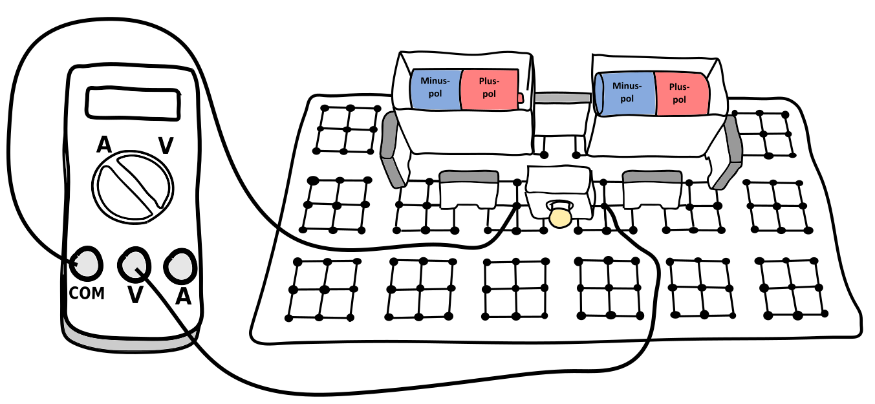 Minus-
pol
Plus-
pol
Minus-
pol
Plus-
pol
A V
COM V A